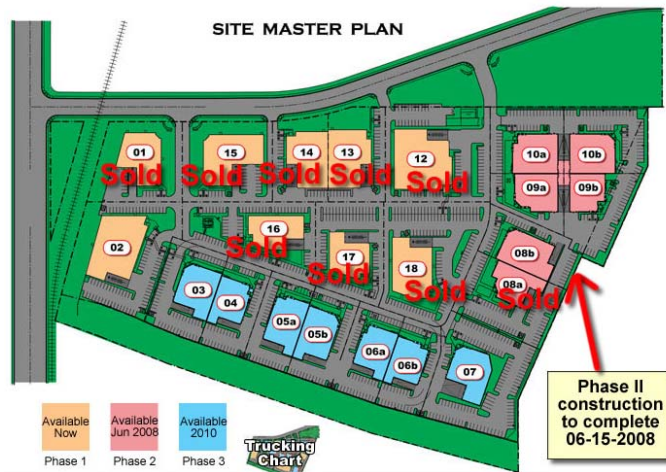 SITE MASTER PLAN
01
15
14
13
12
10a
10b
Sold
Sold
Sold
Sold
Sold
09a
09b
02
16
Sold
17
Sold
18
Sold
08b
08a
Sold
03
04
05a
05b
06a
06b
07
Available
Now
Phase 1
Available
Jun 2008
Phase 2
Available
2010
Phase 3
Trucking
Chart
Phase II
construction
to complete
06-15-2008